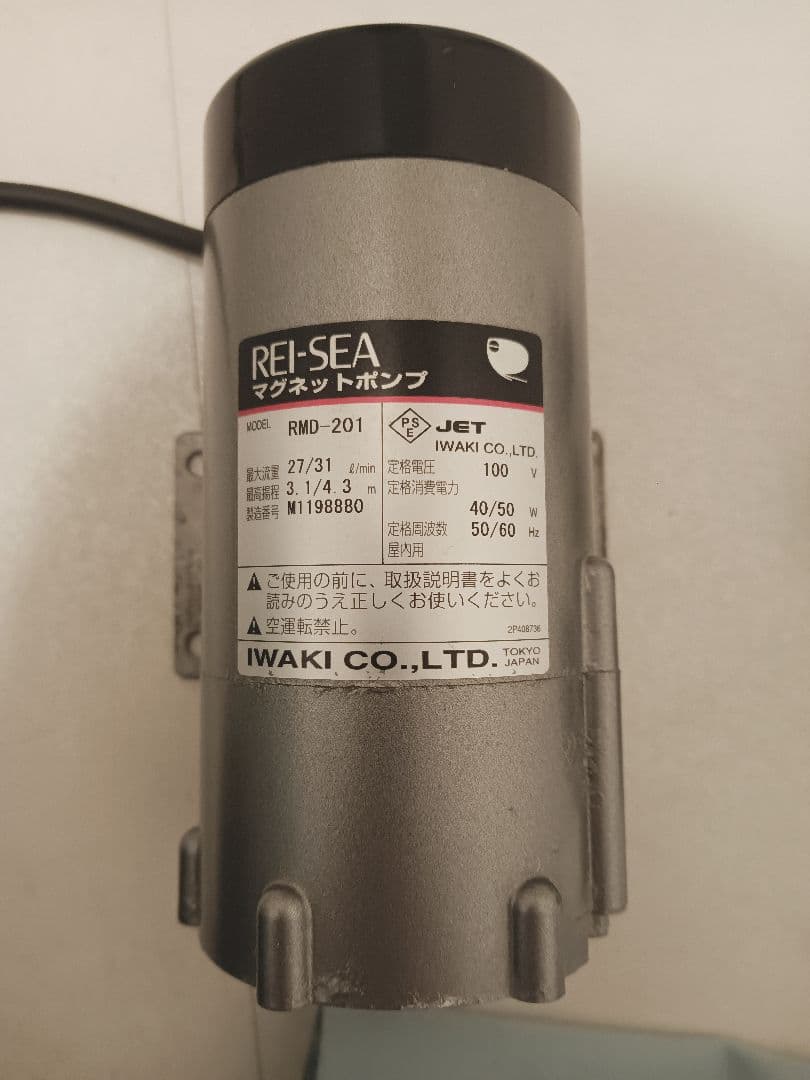 REI-SEA
マグネットポンプ
MODEL RMD-201
最大流量 27/31 ℓ/min
最高揚程 3.1/4.3 m
製造番号 M1198880
PSE JET
IWAKI CO.,LTD.
定格電圧 100 V
定格消費電力
40/50 W
定格周波数 50/60 Hz
屋内用
⚠ ご使用の前に、取扱説明書をよくお
読みのうえ正しくお使いください。
⚠ 空運転禁止。
2P408736
IWAKI CO.,LTD. TOKYO
JAPAN